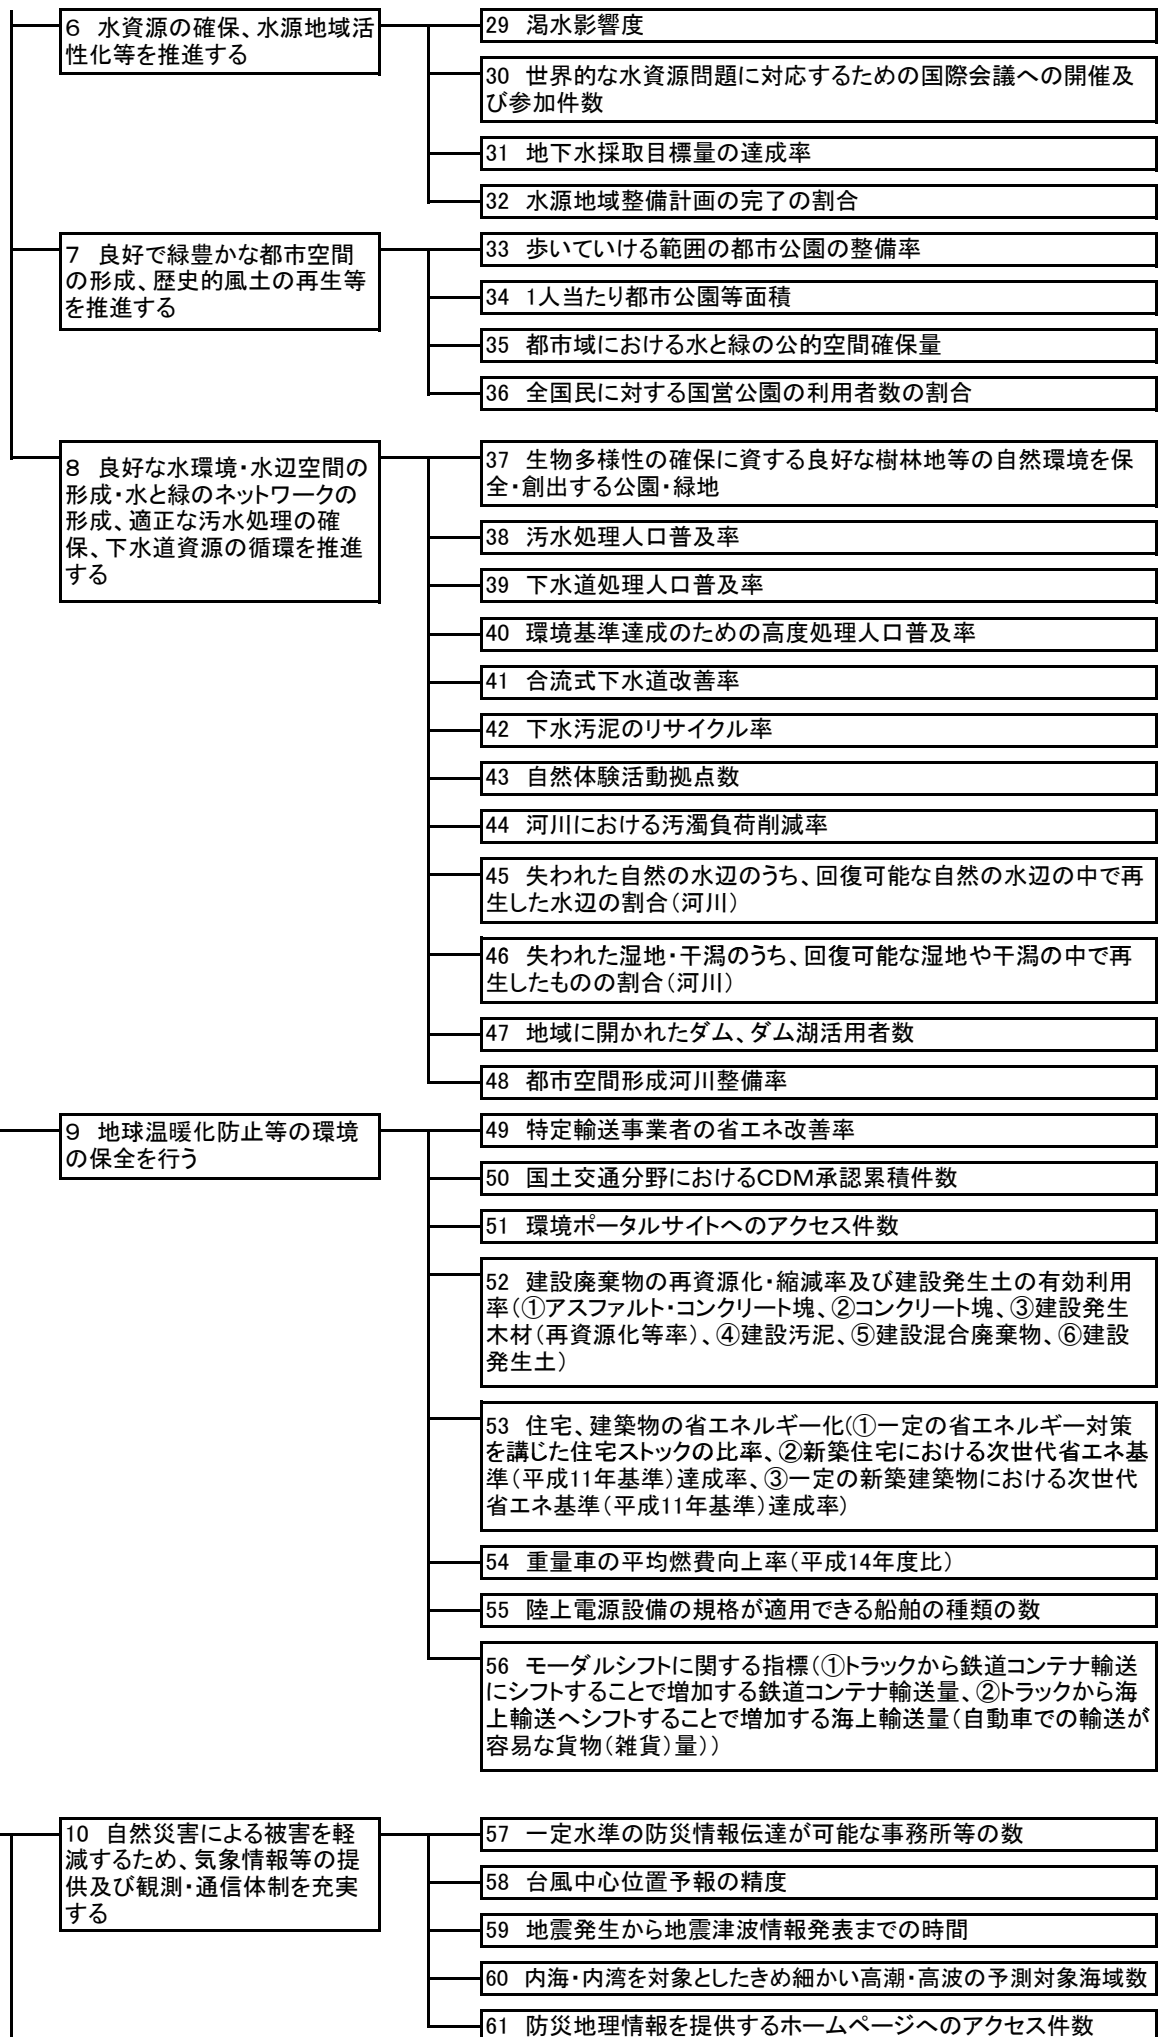 ６ 水資源の確保、水源地域活
性化等を推進する
29 渇水影響度
30 世界的な水資源問題に対応するための国際会議への開催及
び参加件数
31 地下水採取目標量の達成率
32 水源地域整備計画の完了の割合
７ 良好で緑豊かな都市空間
の形成、歴史的風土の再生等
を推進する
33 歩いていける範囲の都市公園の整備率
34 1人当たり都市公園等面積
35 都市域における水と緑の公的空間確保量
36 全国民に対する国営公園の利用者数の割合
８ 良好な水環境・水辺空間の
形成・水と緑のネットワークの
形成、適正な汚水処理の確
保、下水道資源の循環を推進
する
37 生物多様性の確保に資する良好な樹林地等の自然環境を保
全・創出する公園・緑地
38 汚水処理人口普及率
39 下水道処理人口普及率
40 環境基準達成のための高度処理人口普及率
41 合流式下水道改善率
42 下水汚泥のリサイクル率
43 自然体験活動拠点数
44 河川における汚濁負荷削減率
45 失われた自然の水辺のうち、回復可能な自然の水辺の中で再
生した水辺の割合（河川）
46 失われた湿地・干潟のうち、回復可能な湿地や干潟の中で再
生したものの割合（河川）
47 地域に開かれたダム、ダム湖活用者数
48 都市空間形成河川整備率
９ 地球温暖化防止等の環境
の保全を行う
49 特定輸送事業者の省エネ改善率
50 国土交通分野におけるＣＤＭ承認累積件数
51 環境ポータルサイトへのアクセス件数
52 建設廃棄物の再資源化・縮減率及び建設発生土の有効利用
率（①アスファルト・コンクリート塊、②コンクリート塊、③建設発生
木材（再資源化等率）、④建設汚泥、⑤建設混合廃棄物、⑥建設
発生土）
53 住宅、建築物の省エネルギー化(①一定の省エネルギー対策
を講じた住宅ストックの比率、②新築住宅における次世代省エネ基
準（平成11年基準）達成率、③一定の新築建築物における次世代
省エネ基準（平成11年基準）達成率）
54 重量車の平均燃費向上率（平成14年度比）
55 陸上電源設備の規格が適用できる船舶の種類の数
56 モーダルシフトに関する指標（①トラックから鉄道コンテナ輸送
にシフトすることで増加する鉄道コンテナ輸送量、②トラックから海
上輸送へシフトすることで増加する海上輸送量（自動車での輸送が
容易な貨物（雑貨）量））
10 自然災害による被害を軽
減するため、気象情報等の提
供及び観測・通信体制を充実
する
57 一定水準の防災情報伝達が可能な事務所等の数
58 台風中心位置予報の精度
59 地震発生から地震津波情報発表までの時間
60 内海・内湾を対象としたきめ細かい高潮・高波の予測対象海域数
61 防災地理情報を提供するホームページへのアクセス件数